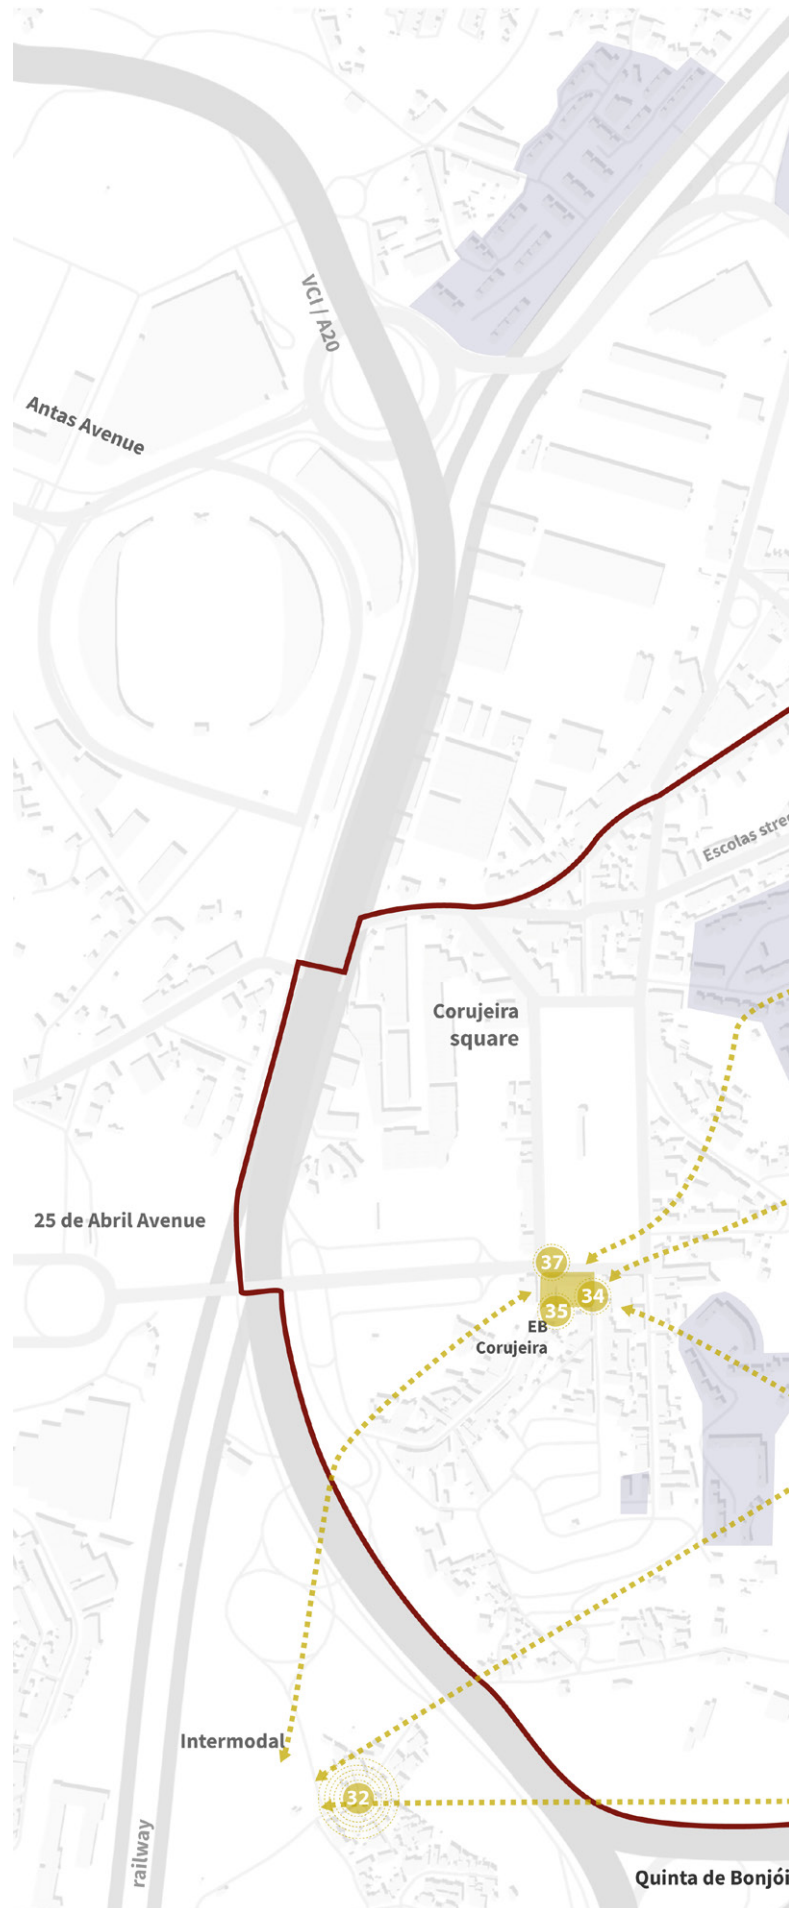 VCI / A20
Antas Avenue
Escolas stre
Corujeira
square
25 de Abril Avenue
37
34
35
EB
Corujeira
Intermodal
32
railway
Quinta de Bonjói